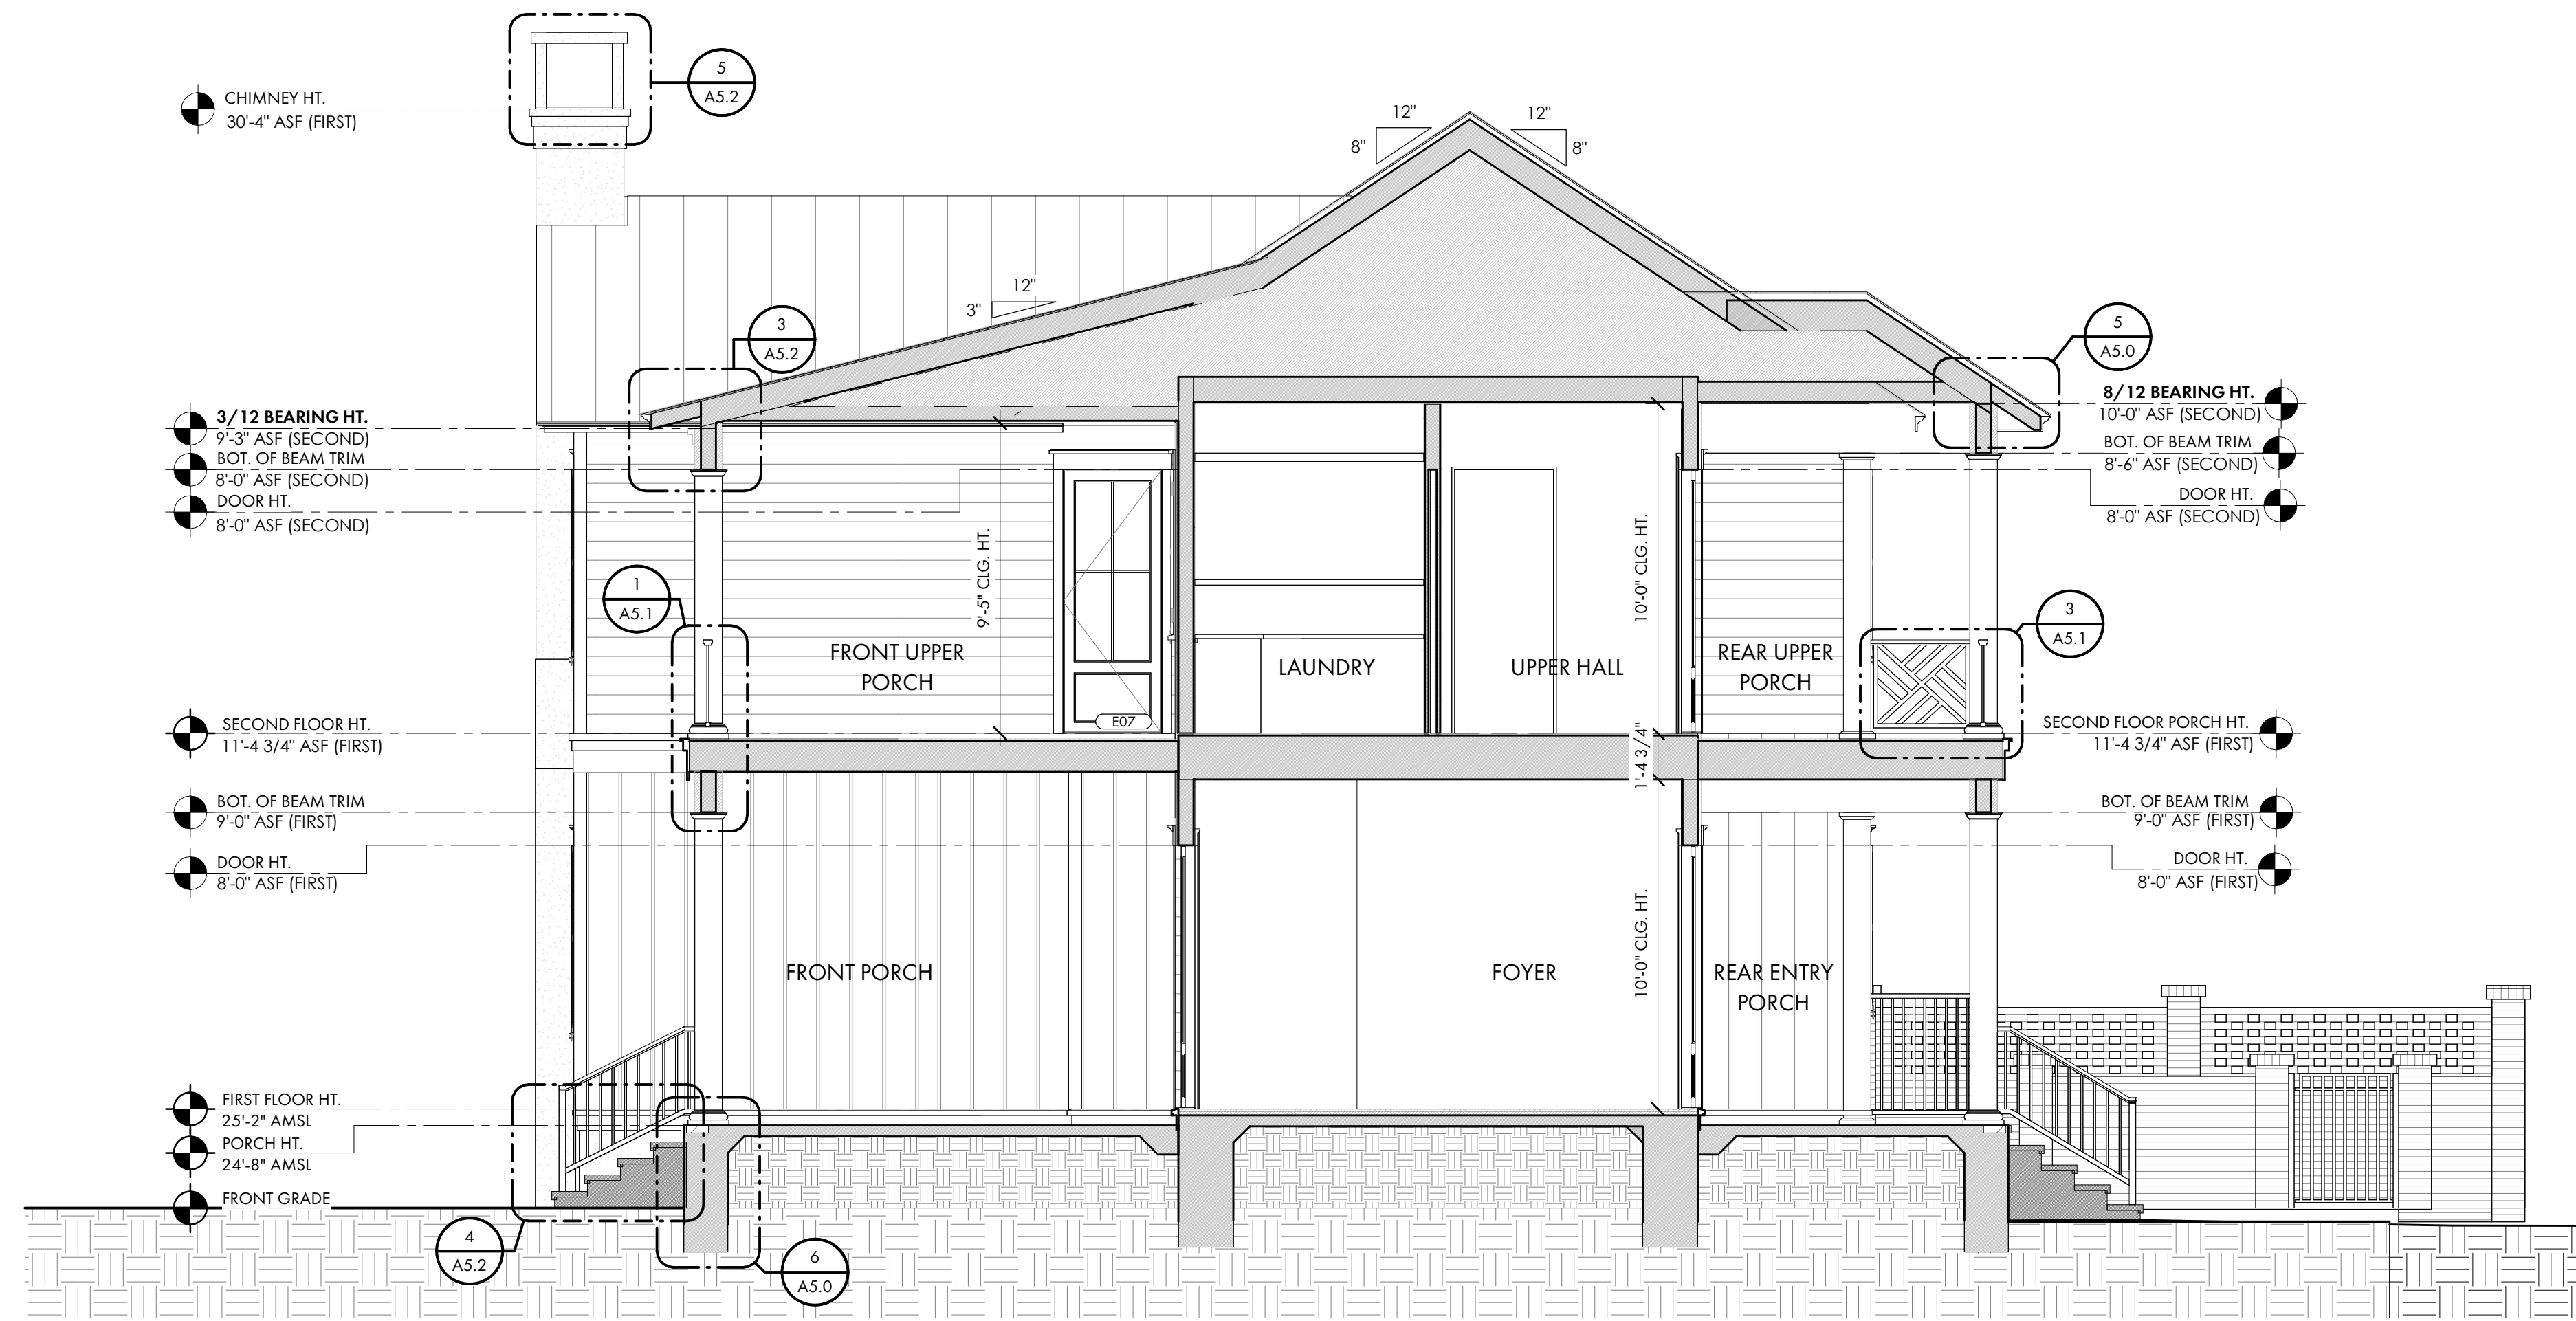 5
A5.2
CHIMNEY HT.
30'-4" ASF (FIRST)
12"
8"
12"
8"
12"
3"
3
A5.2
5
A5.0
3/12 BEARING HT.
9'-3" ASF (SECOND)
BOT. OF BEAM TRIM
8'-0" ASF (SECOND)
DOOR HT.
8'-0" ASF (SECOND)
8/12 BEARING HT.
10'-0" ASF (SECOND)
BOT. OF BEAM TRIM
8'-6" ASF (SECOND)
DOOR HT.
8'-0" ASF (SECOND)
9'-5" CLG. HT.
10'-0" CLG. HT.
1
A5.1
3
A5.1
FRONT UPPER
PORCH
LAUNDRY
UPPER HALL
REAR UPPER
PORCH
E07
SECOND FLOOR HT.
11'-4 3/4" ASF (FIRST)
1'-4 3/4"
SECOND FLOOR PORCH HT.
11'-4 3/4" ASF (FIRST)
BOT. OF BEAM TRIM
9'-0" ASF (FIRST)
DOOR HT.
8'-0" ASF (FIRST)
BOT. OF BEAM TRIM
9'-0" ASF (FIRST)
DOOR HT.
8'-0" ASF (FIRST)
10'-0" CLG. HT.
FRONT PORCH
FOYER
REAR ENTRY
PORCH
FIRST FLOOR HT.
25'-2" AMSL
PORCH HT.
24'-8" AMSL
FRONT GRADE
4
A5.2
6
A5.0